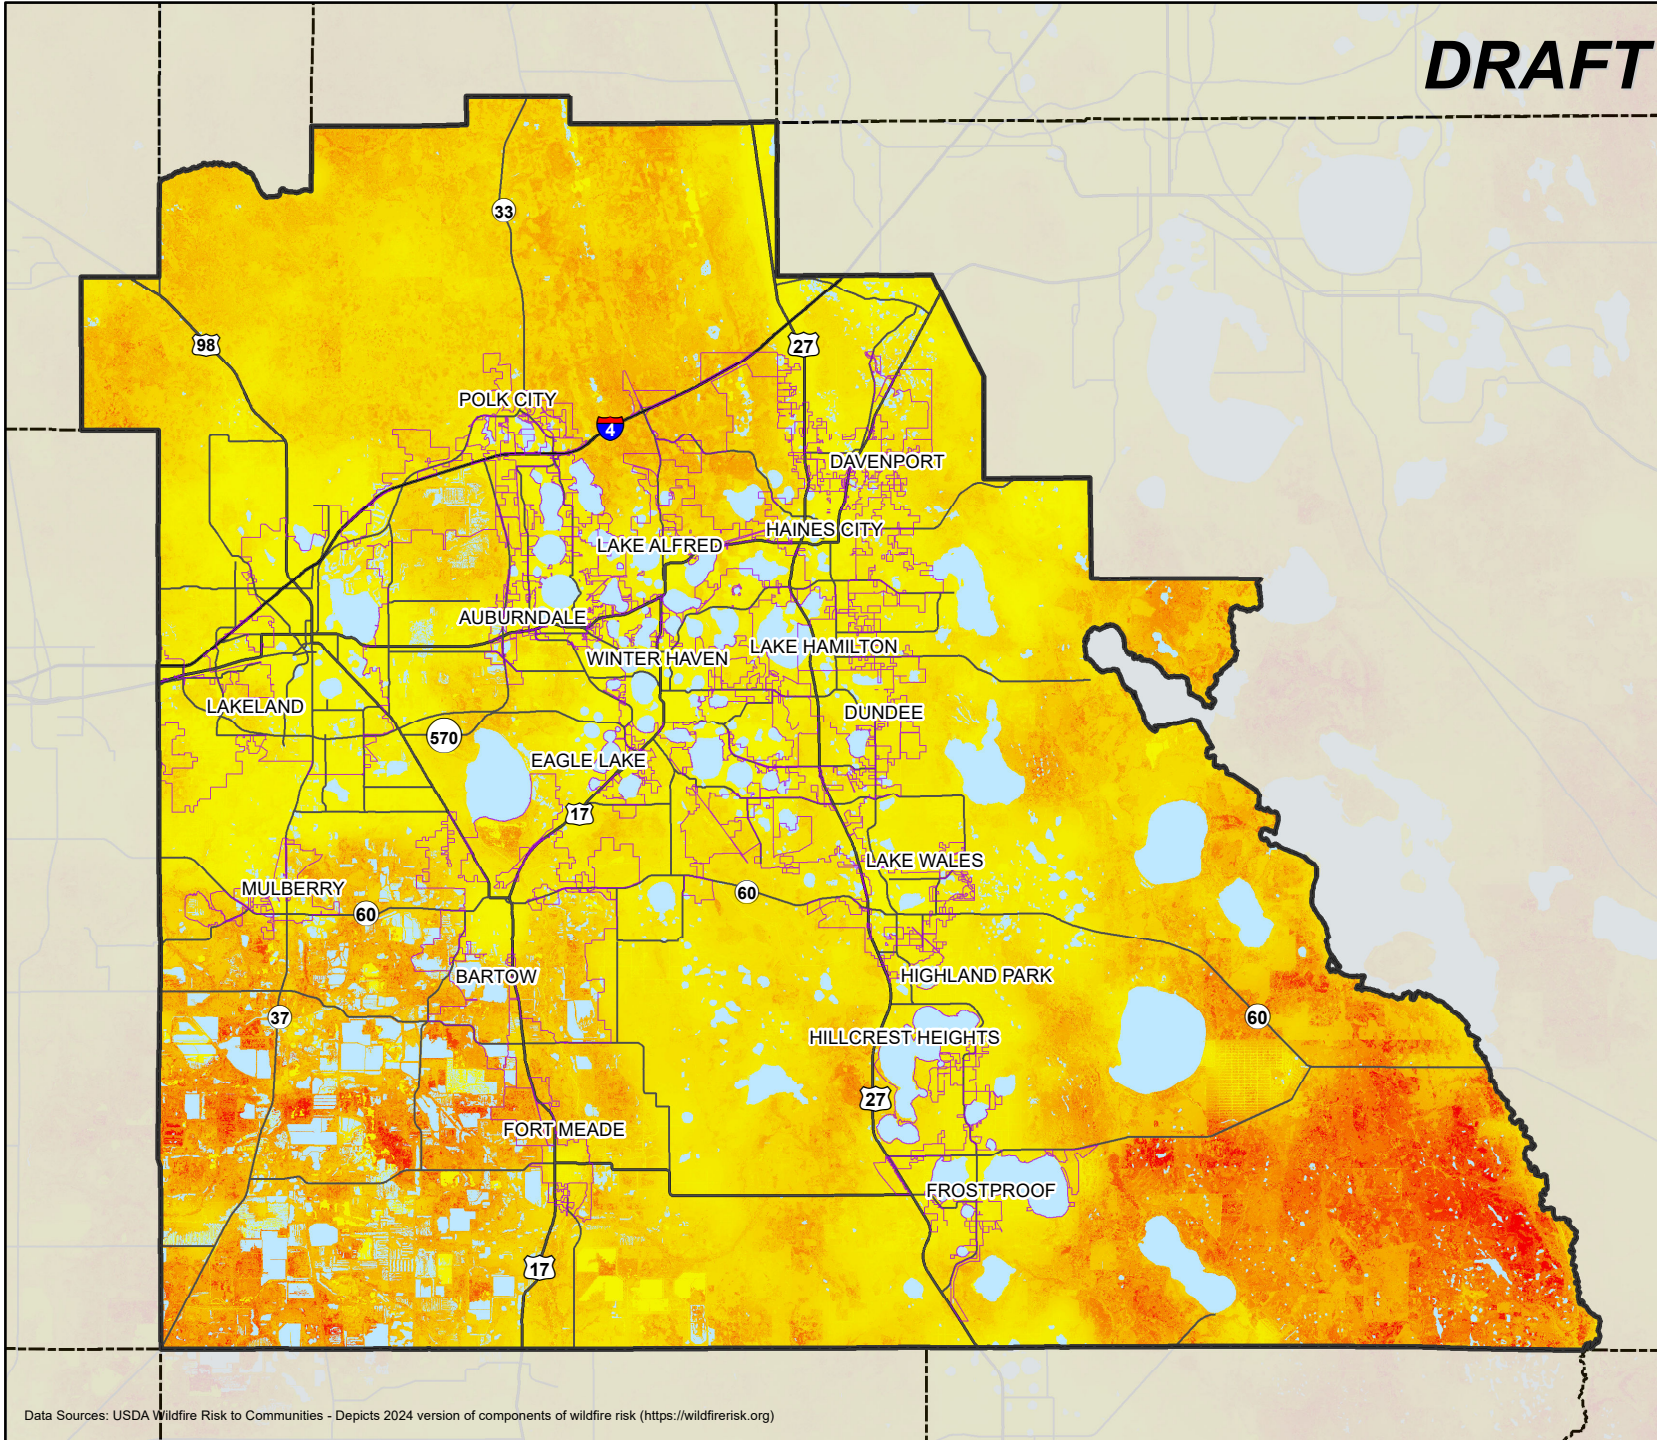 DRAFT
33
98
27
POLK CITY
4
DAVENPORT
HAINES CITY
LAKE ALFRED
AUBURNDALE
LAKE HAMILTON
WINTER HAVEN
LAKELAND
DUNDEE
570
EAGLE LAKE
17
LAKE WALES
MULBERRY
60
60
BARTOW
HIGHLAND PARK
37
60
HILLCREST HEIGHTS
27
FORT MEADE
FROSTPROOF
17
Data Sources: USDA Wildfire Risk to Communities - Depicts 2024 version of components of wildfire risk (https://wildfirerisk.org)